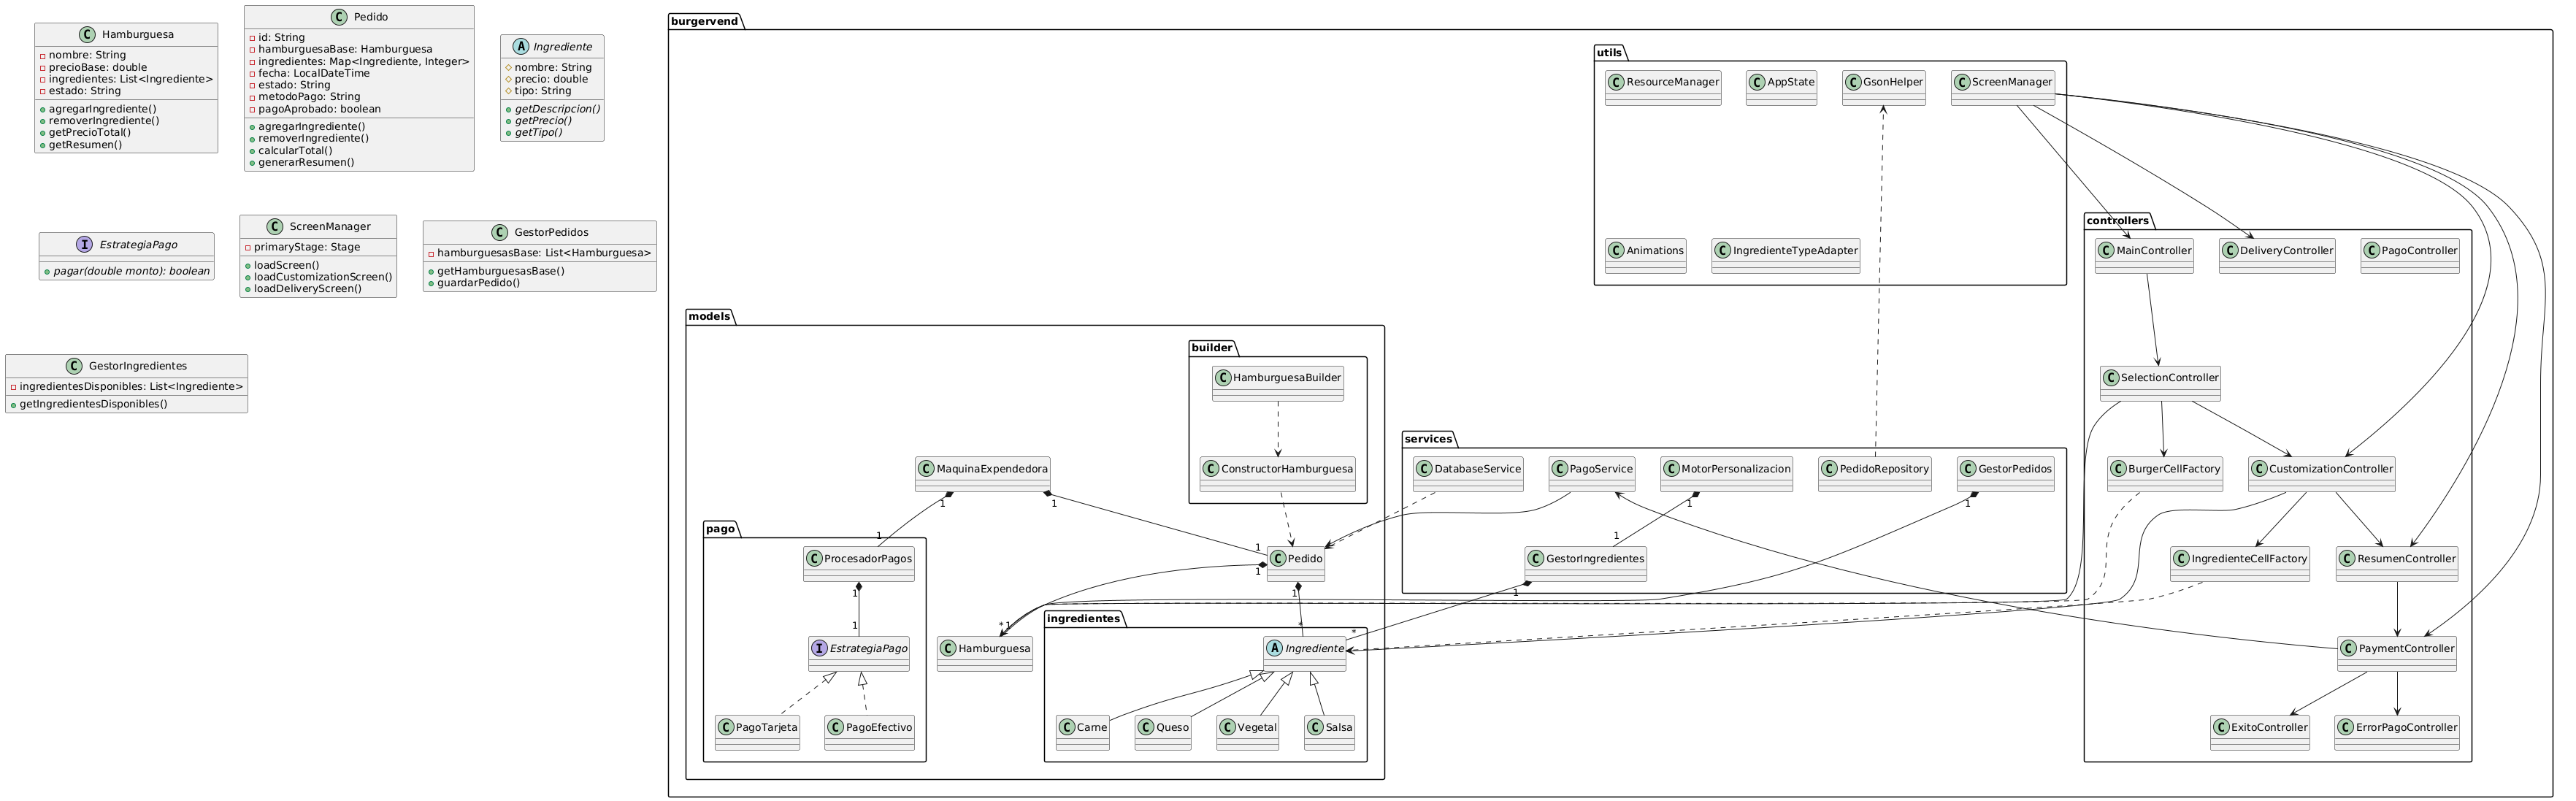 C Hamburguesa
nombre: String
precioBase: double
ingredientes: List<Ingrediente>
estado: String
agregarIngrediente()
removerIngrediente()
getPrecioTotal()
getResumen()
C Pedido
id: String
hamburguesaBase: Hamburguesa
ingredientes: Map<Ingrediente, Integer>
fecha: LocalDateTime
estado: String
metodoPago: String
pagoAprobado: boolean
agregarIngrediente()
removerIngrediente()
calcularTotal()
generarResumen()
A Ingrediente
nombre: String
precio: double
tipo: String
getDescripcion()
getPrecio()
getTipo()
I EstrategiaPago
pagar(double monto): boolean
C ScreenManager
primaryStage: Stage
loadScreen()
loadCustomizationScreen()
loadDeliveryScreen()
C GestorPedidos
hamburguesasBase: List<Hamburguesa>
getHamburguesasBase()
guardarPedido()
C GestorIngredientes
ingredientesDisponibles: List<Ingrediente>
getIngredientesDisponibles()
burgervend
utils
C ResourceManager
C AppState
C GsonHelper
C ScreenManager
C Animations
C IngredienteTypeAdapter
controllers
C MainController
C DeliveryController
C PagoController
C SelectionController
C BurgerCellFactory
C CustomizationController
C IngredienteCellFactory
C ResumenController
C PaymentController
C ExitoController
C ErrorPagoController
models
builder
C HamburguesaBuilder
C ConstructorHamburguesa
C MaquinaExpendedora
1
1
pago
1
C ProcesadorPagos
1
1
I EstrategiaPago
C PagoTarjeta
C PagoEfectivo
1
C Pedido
1
1
* 1
C Hamburguesa
ingredientes
*
*
A Ingrediente
C Carne
C Queso
C Vegetal
C Salsa
services
C DatabaseService
C PagoService
C MotorPersonalizacion
C PedidoRepository
C GestorPedidos
1
1
1
C GestorIngredientes
1